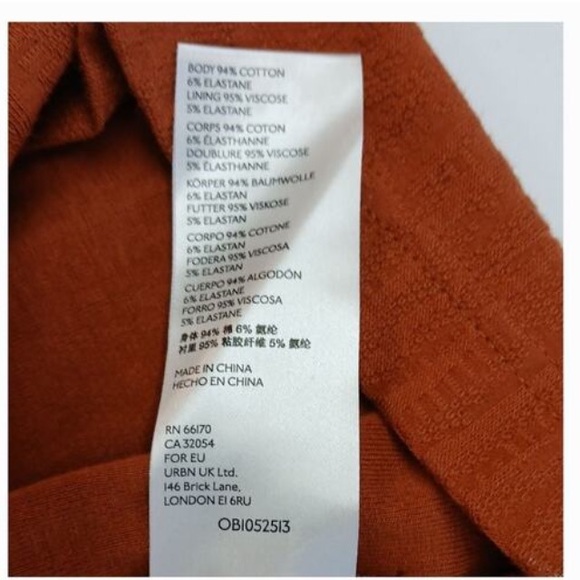 BODY 94% COTTON
6% ELASTANE
LINING 95% VISCOSE
5% ELASTANE
CORPS 94% COTON
6% ÉLASTHANNE
DOUBLURE 95% VISCOSE
5% ÉLASTHANNE
KÖRPER 94% BAUMWOLLE
6% ELASTAN
FUTTER 95% VISKOSE
5% ELASTAN
CORPO 94% COTONE
6% ELASTAN
FODERA 95% VISCOSA
5% ELASTAN
CUERPO 94% ALGODÓN
6% ELASTANE
FORRO 95% VISCOSA
5% ELASTANE
身体 94% 棉 6% 氨纶
衬里 95% 粘胶纤维 5% 氨纶
MADE IN CHINA
HECHO EN CHINA
RN 66170
CA 32054
FOR EU
URBN UK Ltd.
146 Brick Lane,
LONDON E1 6RU
OB1052513